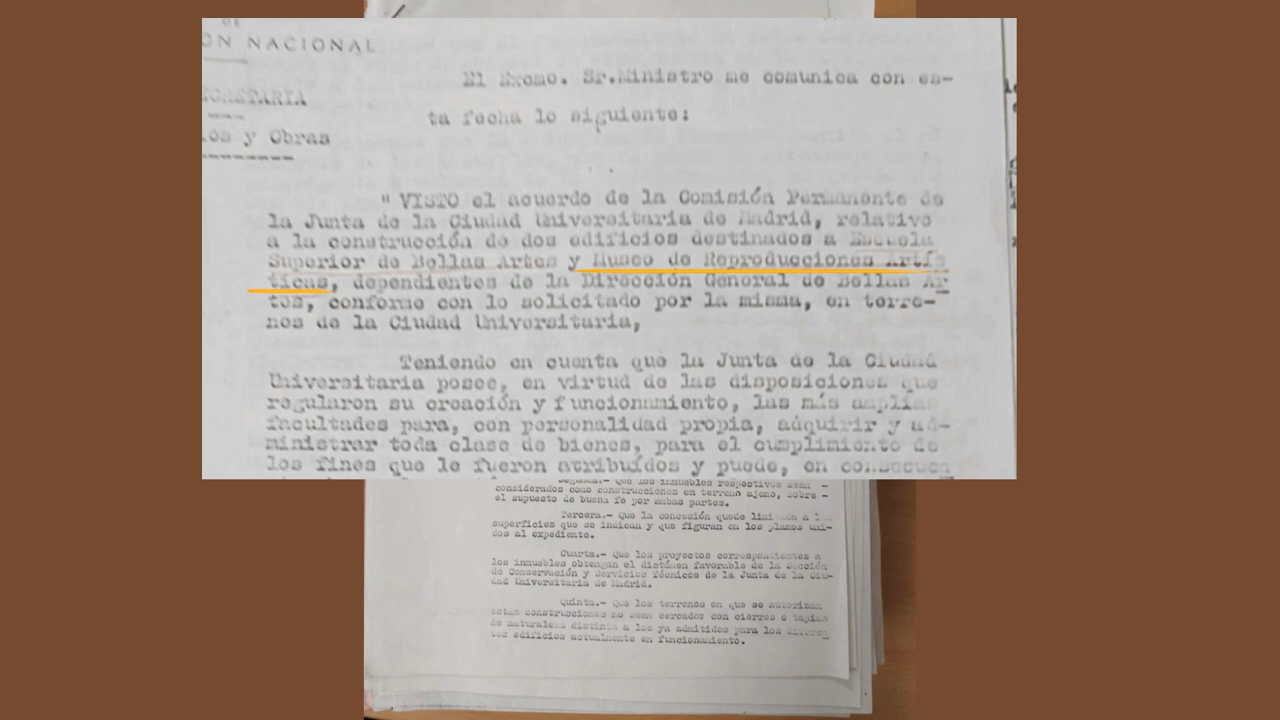 ON NACIONAL
El Excmo. Sr.Ministro me comunica con es-
ta fecha lo siguiente:
os y Obras
" VISTO el acuerdo de la Comisión Permanente de
la Junta de la Ciudad Universitaria de Madrid, relativo
a la construcción de dos edificios destinados a Escuela
Superior de Bellas Artes y Museo de Reproducciones Artís
ticas, dependientes de la Dirección General de Bellas Ar
tes, conforme con lo solicitado por la misma, en terre-
nos de la Ciudad Universitaria,
Teniendo en cuenta que la Junta de la Ciudad
Universitaria posee, en virtud de las disposiciones que
regularon su creación y funcionamiento, las más amplias
facultades para, con personalidad propia, adquirir y ad-
ministrar toda clase de bienes, para el cumplimiento de
los fines que le fueron atribuídos y puede, en consecuen
Segunda.- Que los inmuebles respectivos sean -
considerados como construcciones en terreno ajeno, sobre -
el supuesto de buena fe por ambas partes.
Tercera.- Que la concesión quede limitada a las
superficies que se indican y que figuran en los planos uni-
dos al expediente.
Cuarta.- Que los proyectos correspondientes a
los inmuebles obtengan el dictámen favorable de la Sección
de Conservación y Servicios Técnicos de la Junta de la Ciu-
dad Universitaria de Madrid.
Quinta.- Que los terrenos en que se autorizan
estas construcciones no sean cercados con cierres o tapias
de naturaleza distinta a los ya admitidos para los diferen
tes edificios actualmente en funcionamiento.